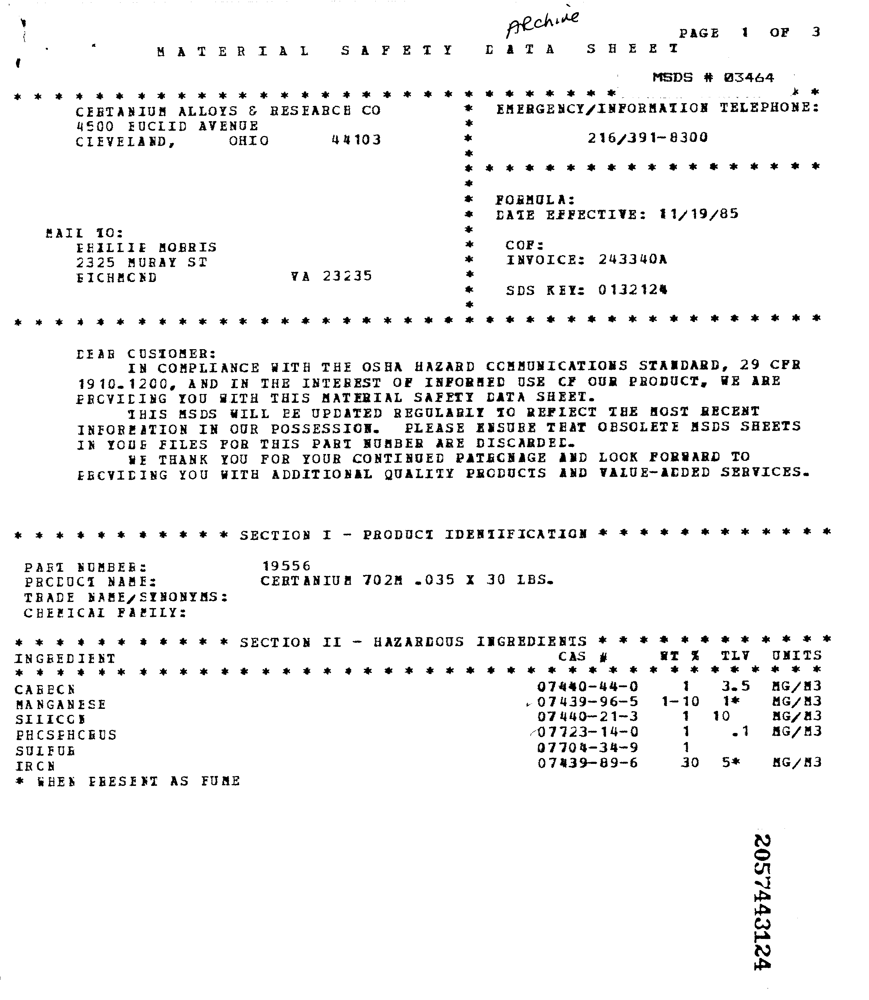 Archive
PAGE 1 OF 3
MATERIAL SAFETY DATA SHEET
MSDS # 03464
* * * * * * * * * * * * * * * * * * * * * * * * * * * * *
CERTANIUM ALLOYS & RESEARCH CO * EMERGENCY/INFORMATION TELEPHONE:
4500 EUCLID AVENUE *
CLEVELAND, OHIO 44103 * 216/391-8300
*
* * * * * * * * * * * * * * * * *
*
* FORMULA:
* DATE EFFECTIVE: 11/19/85
MAIL TO: *
PHILLIP MORRIS * COF:
2325 MURAY ST * INVOICE: 243340A
RICHMOND VA 23235 *
* SDS KEY: 0132124
*
* * * * * * * * * * * * * * * * * * * * * * * * * * * * * * * * * * * * * *
DEAR CUSTOMER:
IN COMPLIANCE WITH THE OSHA HAZARD COMMUNICATIONS STANDARD, 29 CFR
1910.1200, AND IN THE INTEREST OF INFORMED USE OF OUR PRODUCT, WE ARE
PROVIDING YOU WITH THIS MATERIAL SAFETY DATA SHEET.
THIS MSDS WILL BE UPDATED REGULARLY TO REFLECT THE MOST RECENT
INFORMATION IN OUR POSSESSION. PLEASE ENSURE THAT OBSOLETE MSDS SHEETS
IN YOUR FILES FOR THIS PART NUMBER ARE DISCARDED.
WE THANK YOU FOR YOUR CONTINUED PATRONAGE AND LOOK FORWARD TO
PROVIDING YOU WITH ADDITIONAL QUALITY PRODUCTS AND VALUE-ADDED SERVICES.
* * * * * * * * * * * SECTION I - PRODUCT IDENTIFICATION * * * * * * * * * * * *
PART NUMBER: 19556
PRODUCT NAME: CERTANIUM 702M .035 X 30 LBS.
TRADE NAME/SYNONYMS:
CHEMICAL FAMILY:
* * * * * * * * * * * SECTION II - HAZARDOUS INGREDIENTS * * * * * * * * * * * *
INGREDIENT CAS # WT % TLV UNITS
* * * * * * * * * * * * * * * * * * * * * * * * * * * * * * * * * * * * * *
CARBON 07440-44-0 1 3.5 MG/M3
MANGANESE 07439-96-5 1-10 1* MG/M3
SILICON 07440-21-3 1 10 MG/M3
PHOSPHORUS 07723-14-0 1 .1 MG/M3
SULFUR 07704-34-9 1
IRON 07439-89-6 30 5* MG/M3
* WHEN PRESENT AS FUME
2057443124